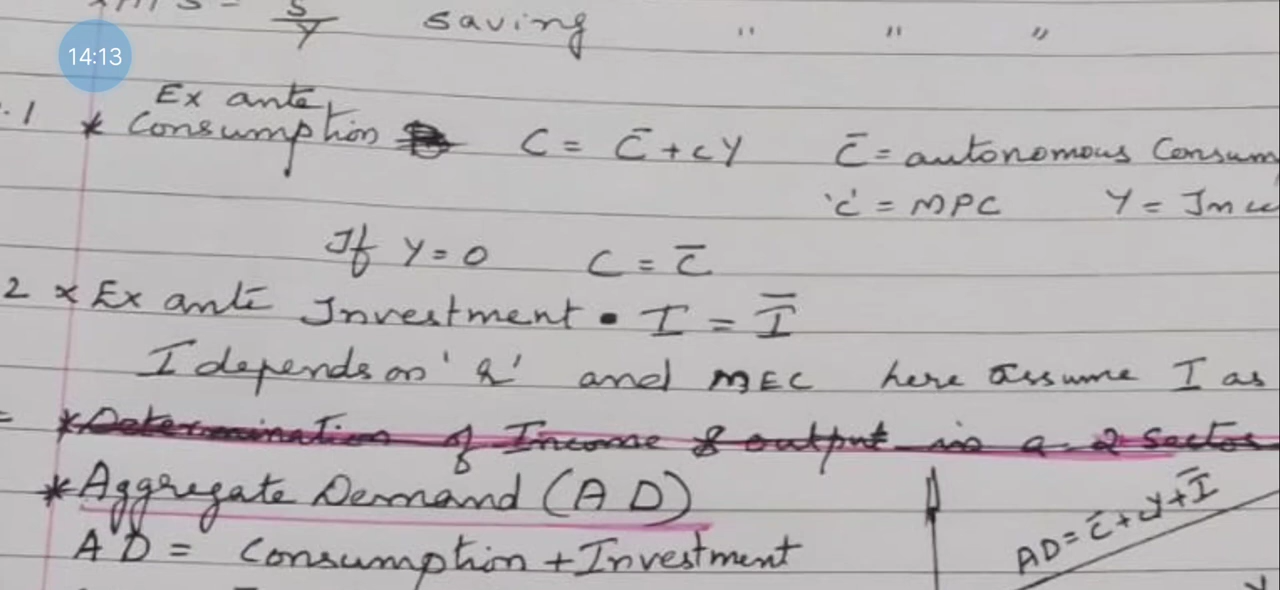 S/Y saving " " "
14:13
Ex ante
.1 * Consumption C = C̄ + cY C̄ = autonomous Consum
'c' = MPC Y = Inc
If Y = 0 C = C̄
2 * Ex ante Investment • I = Ī
I depends on 'r' and MEC here assume I as
* Determination of Income & output in a 2 Sector
* Aggregate Demand (AD)
AD = C̄ + cY + Ī
AD = Consumption + Investment